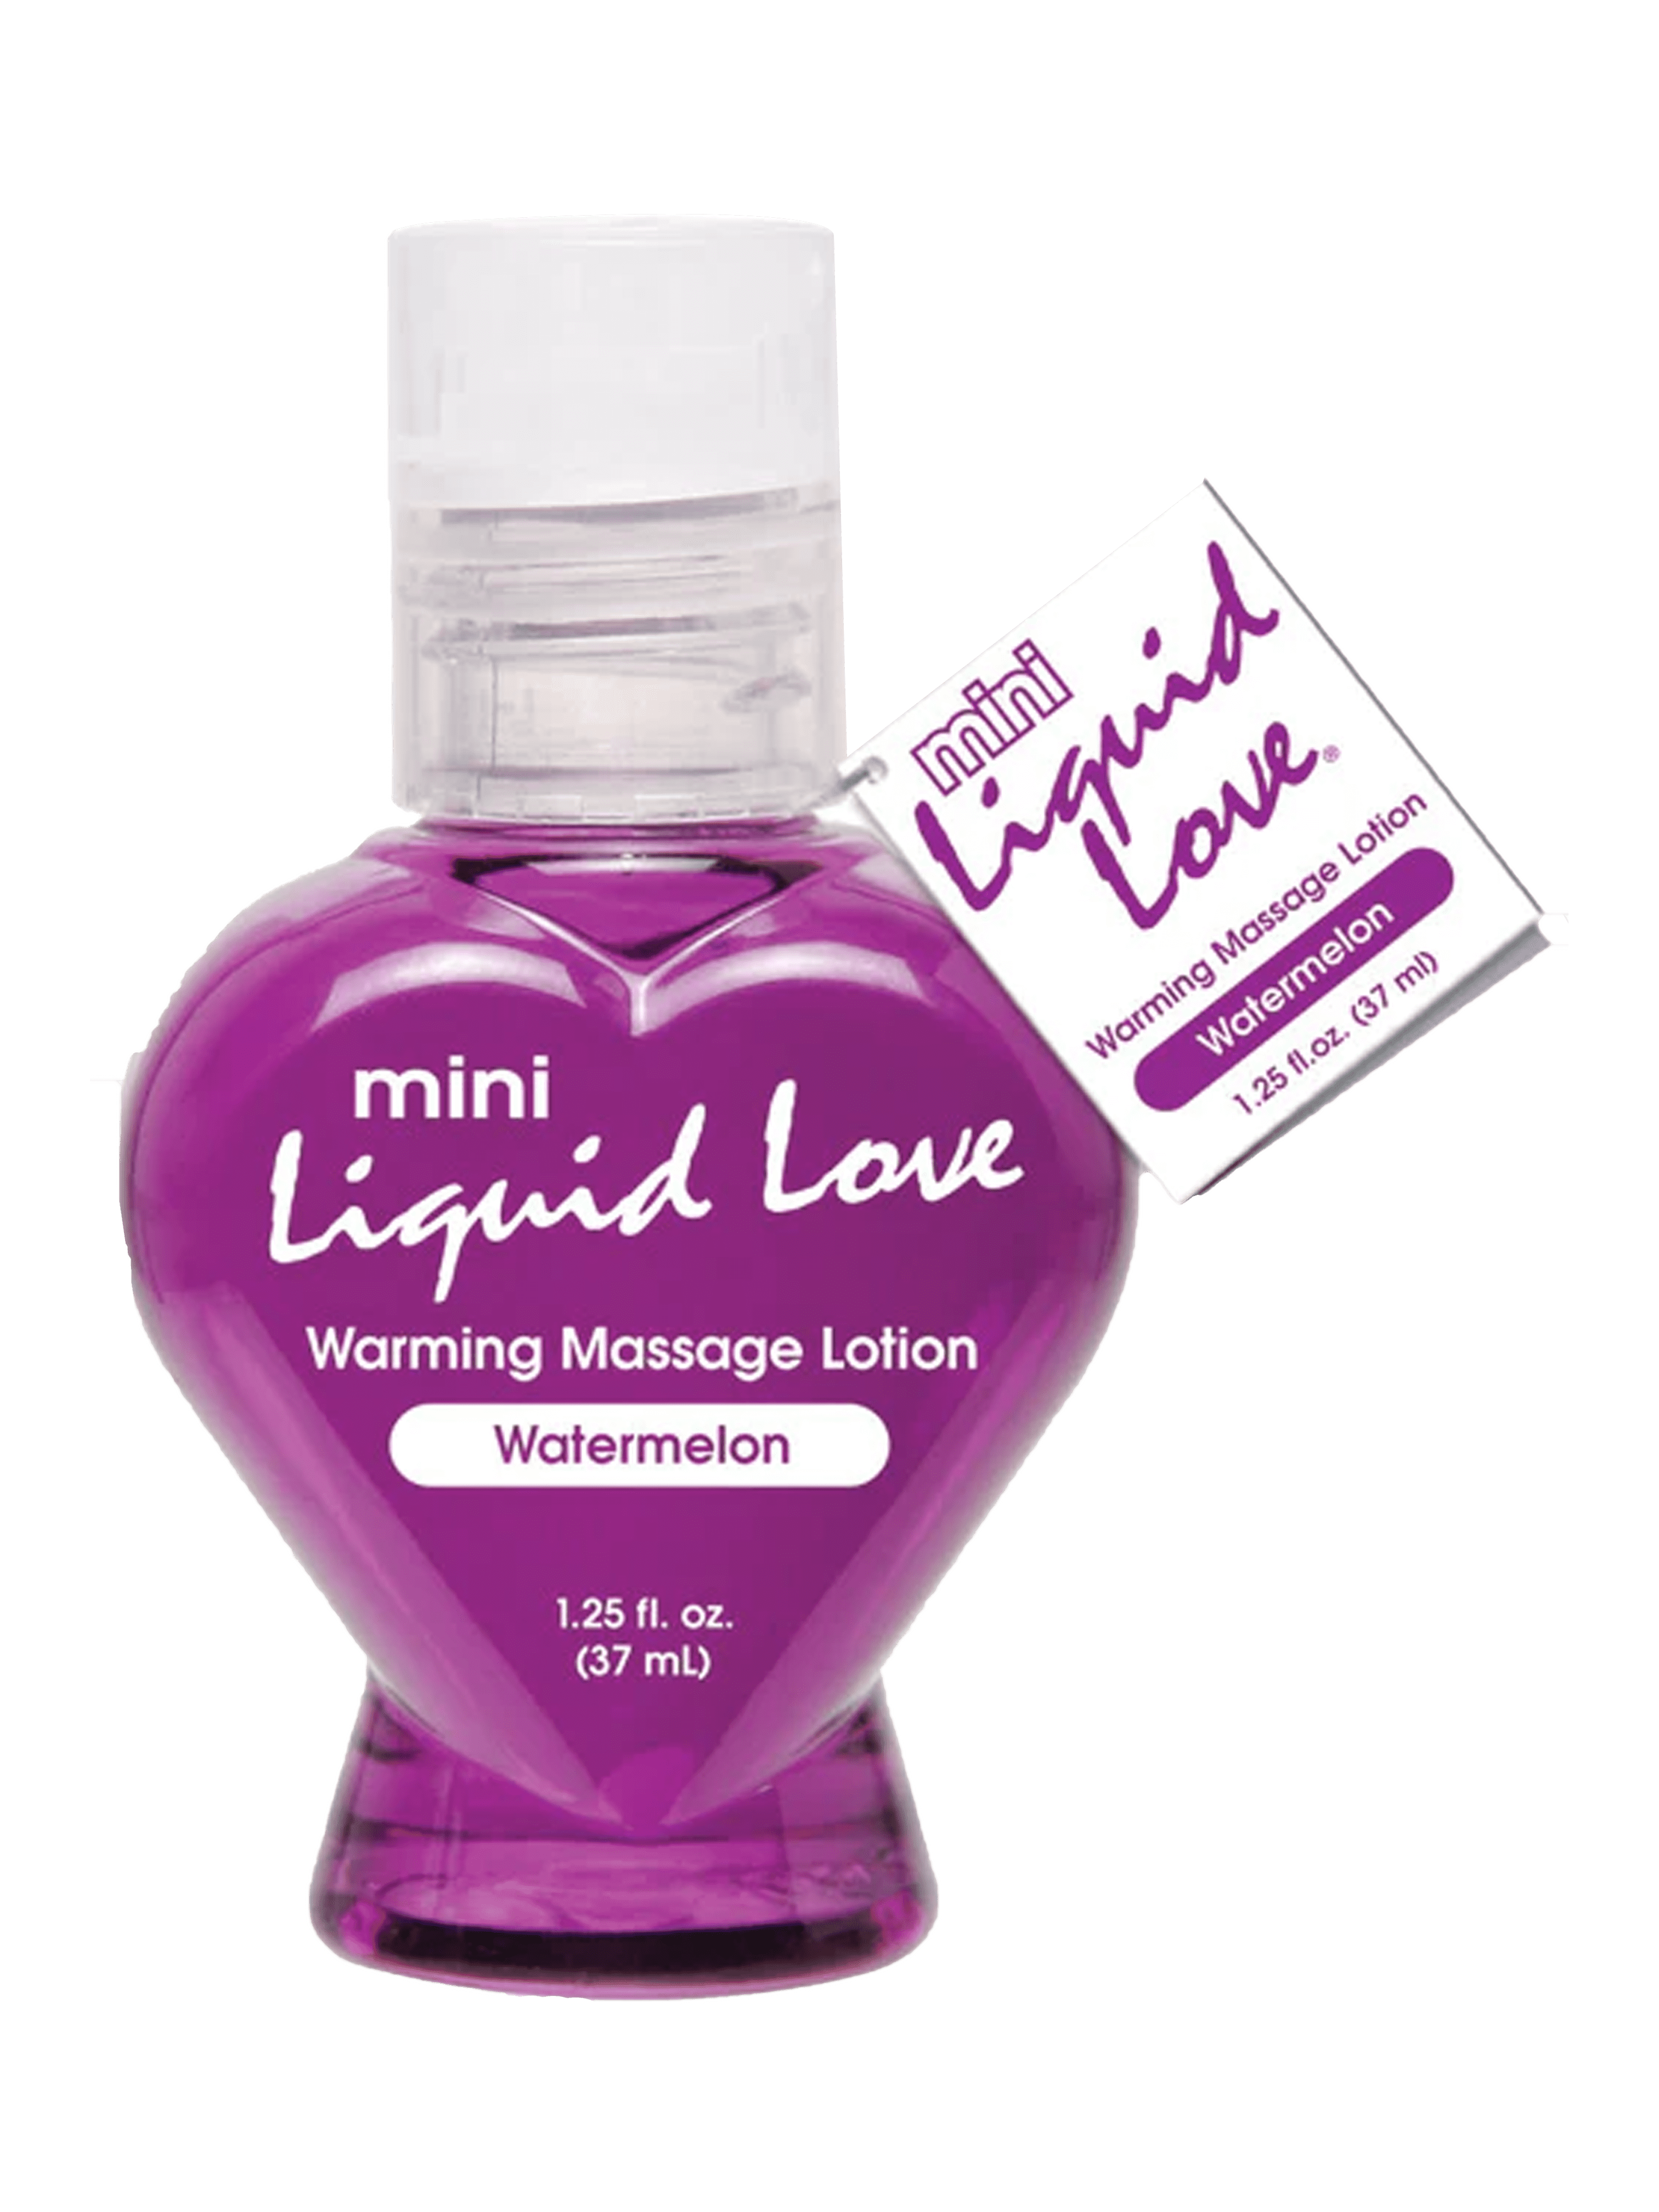 mini
Liquid Love
Warming Massage Lotion
Watermelon
1.25 fl. oz.
(37 mL)
mini
Liquid
Love®
Warming Massage Lotion
Watermelon
1.25 fl.oz. (37 ml)